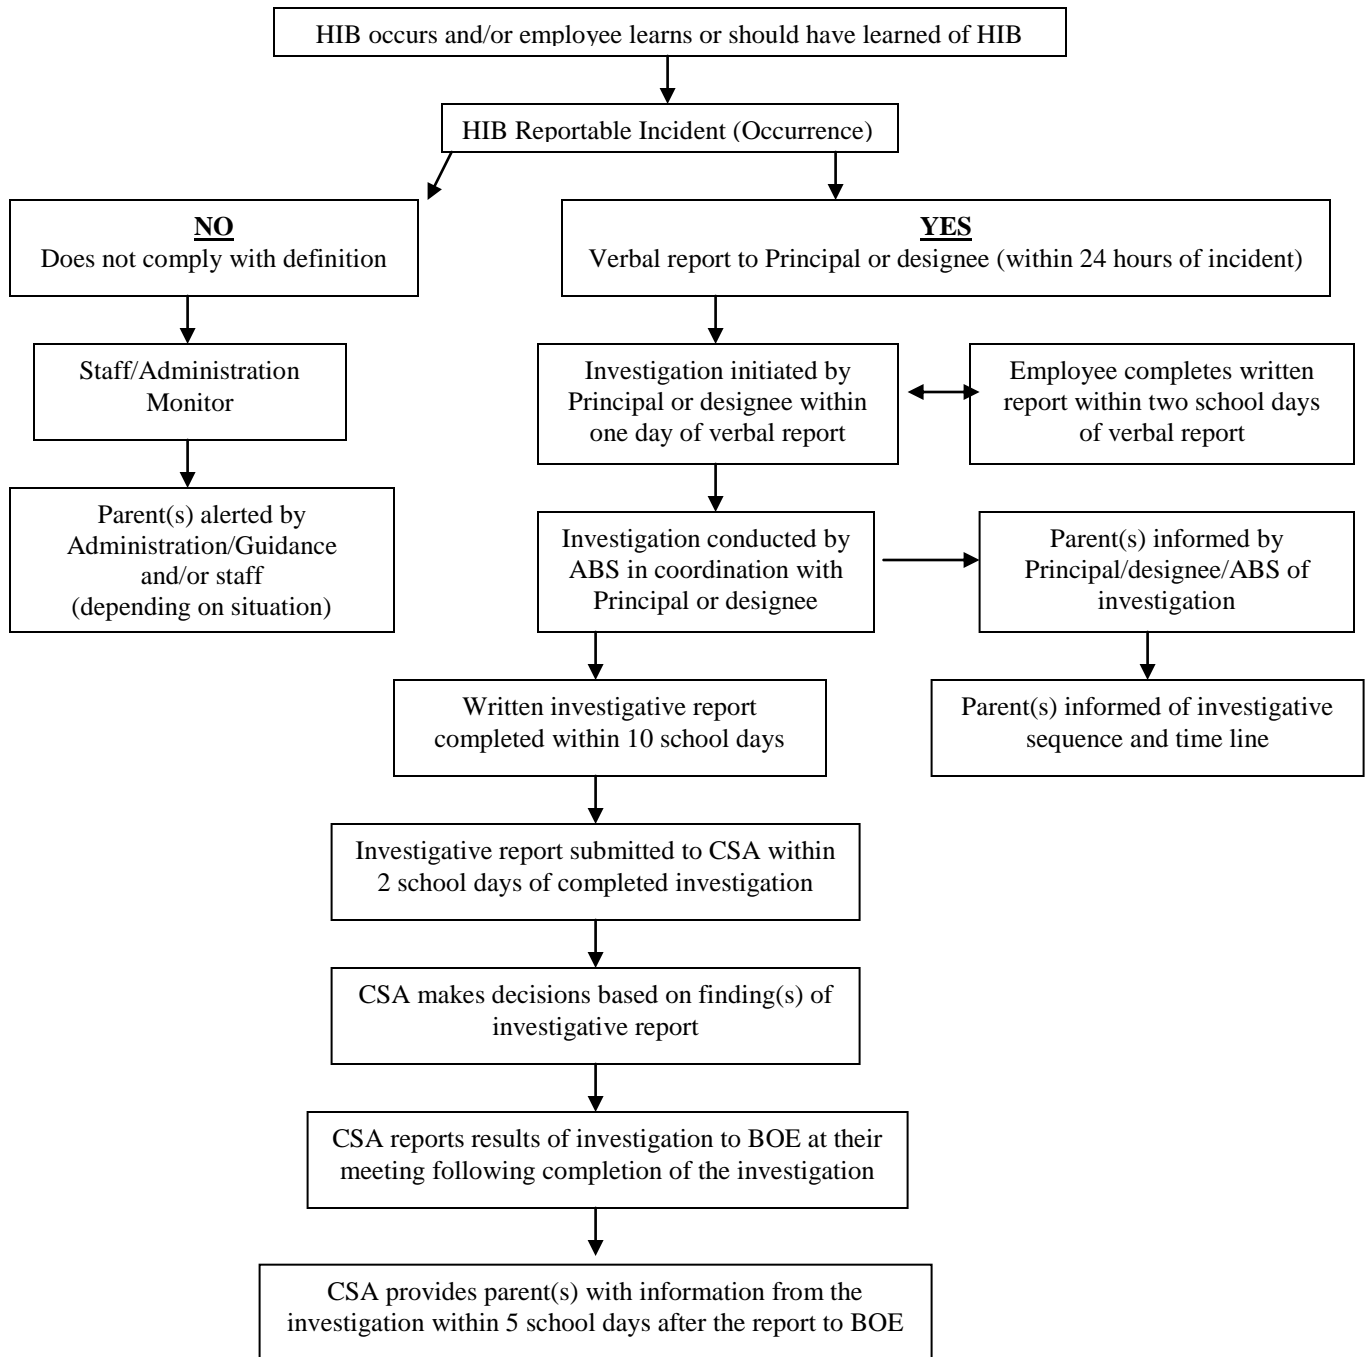 HIB occurs and/or employee learns or should have learned of HIB
HIB Reportable Incident (Occurrence)
NO
Does not comply with definition
YES
Verbal report to Principal or designee (within 24 hours of incident)
Staff/Administration
Monitor
Investigation initiated by
Principal or designee within
one day of verbal report
Employee completes written
report within two school days
of verbal report
Parent(s) alerted by
Administration/Guidance
and/or staff
(depending on situation)
Investigation conducted by
ABS in coordination with
Principal or designee
Parent(s) informed by
Principal/designee/ABS of
investigation
Written investigative report
completed within 10 school days
Parent(s) informed of investigative
sequence and time line
Investigative report submitted to CSA within
2 school days of completed investigation
CSA makes decisions based on finding(s) of
investigative report
CSA reports results of investigation to BOE at their
meeting following completion of the investigation
CSA provides parent(s) with information from the
investigation within 5 school days after the report to BOE